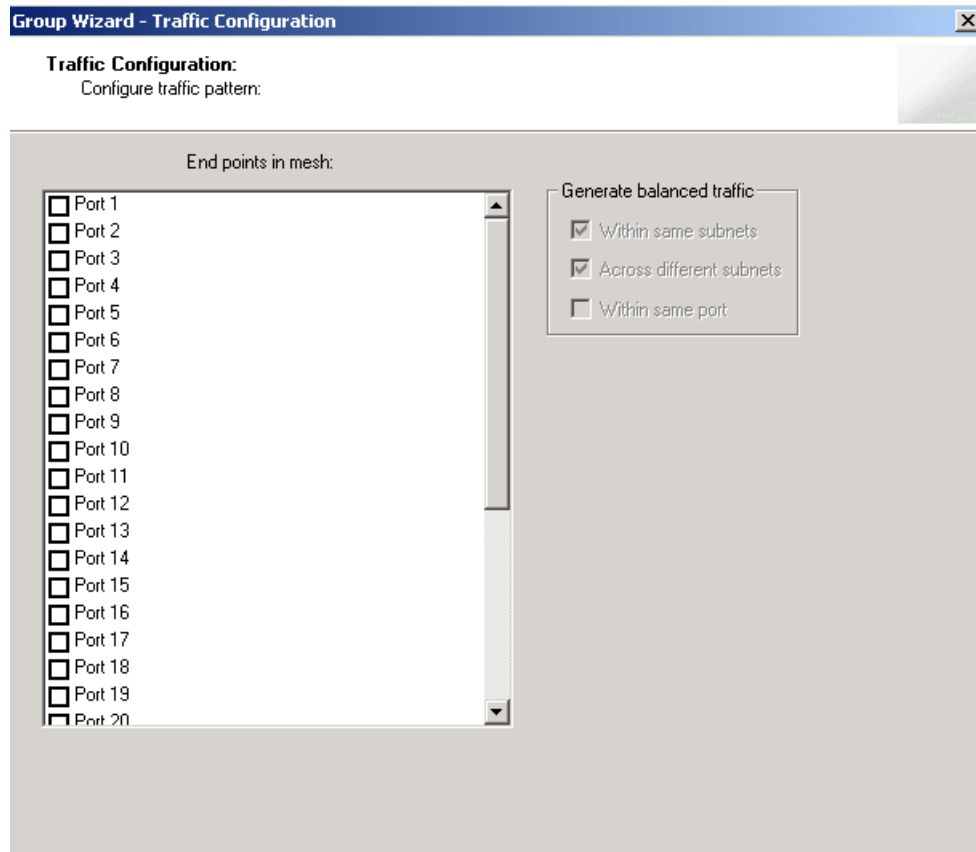 Group Wizard - Traffic Configuration
Traffic Configuration:
Configure traffic pattern:
End points in mesh:
Port 1
Port 2
Port 3
Port 4
Port 5
Port 6
Port 7
Port 8
Port 9
Port 10
Port 11
Port 12
Port 13
Port 14
Port 15
Port 16
Port 17
Port 18
Port 19
Port 20
Generate balanced traffic
Within same subnets
Across different subnets
Within same port